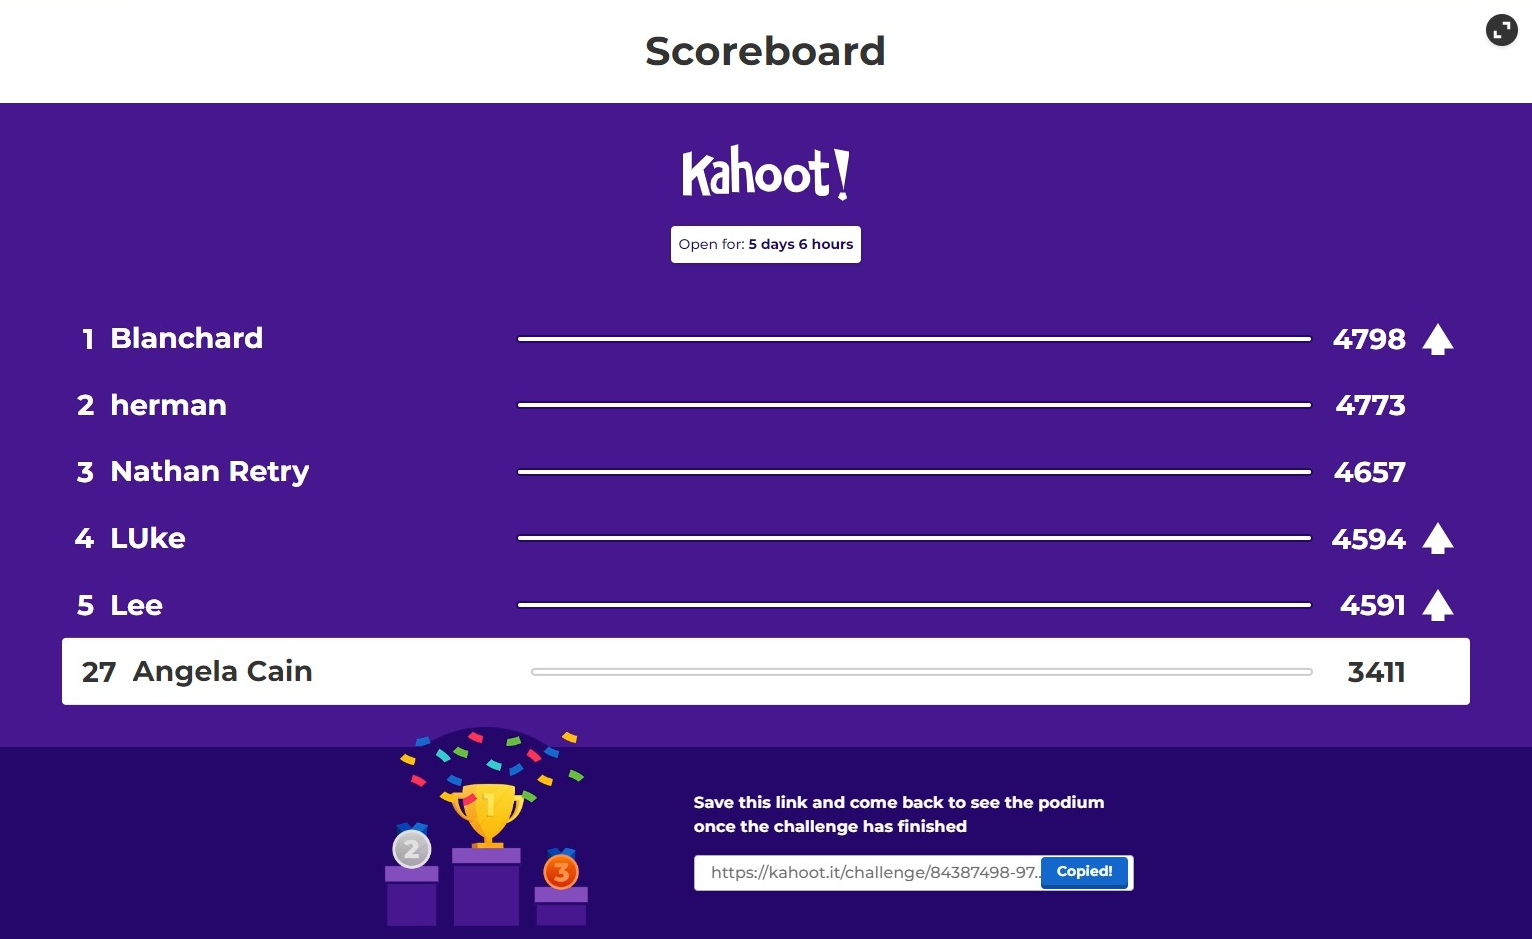 Scoreboard
Kahoot!
Open for: 5 days 6 hours
1 Blanchard 4798
2 herman 4773
3 Nathan Retry 4657
4 LUke 4594
5 Lee 4591
27 Angela Cain 3411
1
2
3
Save this link and come back to see the podium
once the challenge has finished
https://kahoot.it/challenge/84387498-97.. Copied!